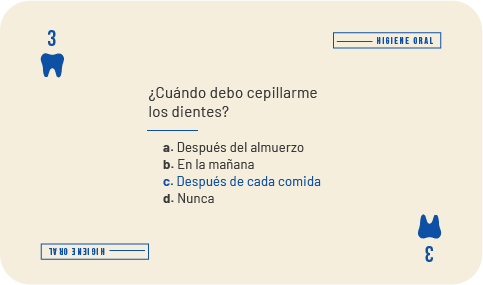 3
HIGIENE ORAL
¿Cuándo debo cepillarme
los dientes?
a. Después del almuerzo
b. En la mañana
c. Después de cada comida
d. Nunca
HIGIENE ORAL
3